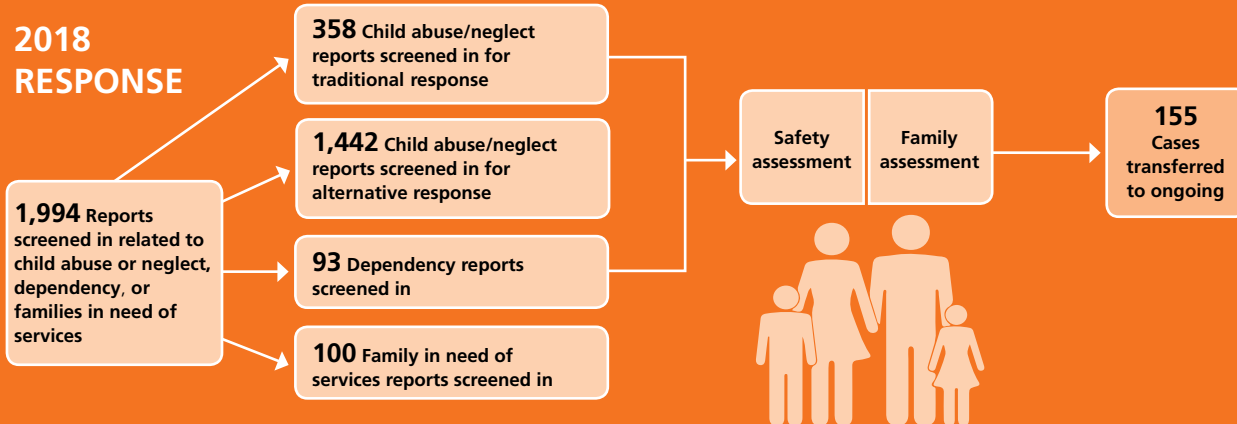 2018
RESPONSE
358 Child abuse/neglect
reports screened in for
traditional response
1,442 Child abuse/neglect
reports screened in for
alternative response
1,994 Reports
screened in related to
child abuse or neglect,
dependency, or
families in need of
services
93 Dependency reports
screened in
100 Family in need of
services reports screened in
Safety
assessment
Family
assessment
155
Cases
transferred
to ongoing